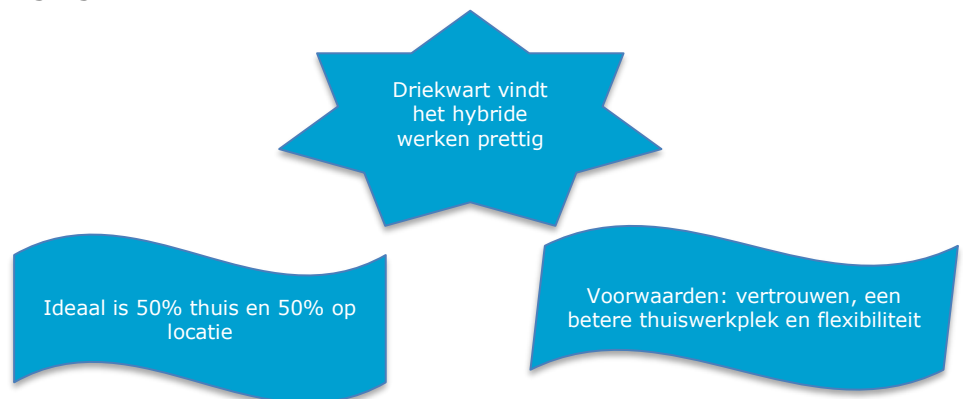 Driekwart vindt
het hybride
werken prettig
Ideaal is 50% thuis en 50% op
locatie
Voorwaarden: vertrouwen, een
betere thuiswerkplek en flexibiliteit